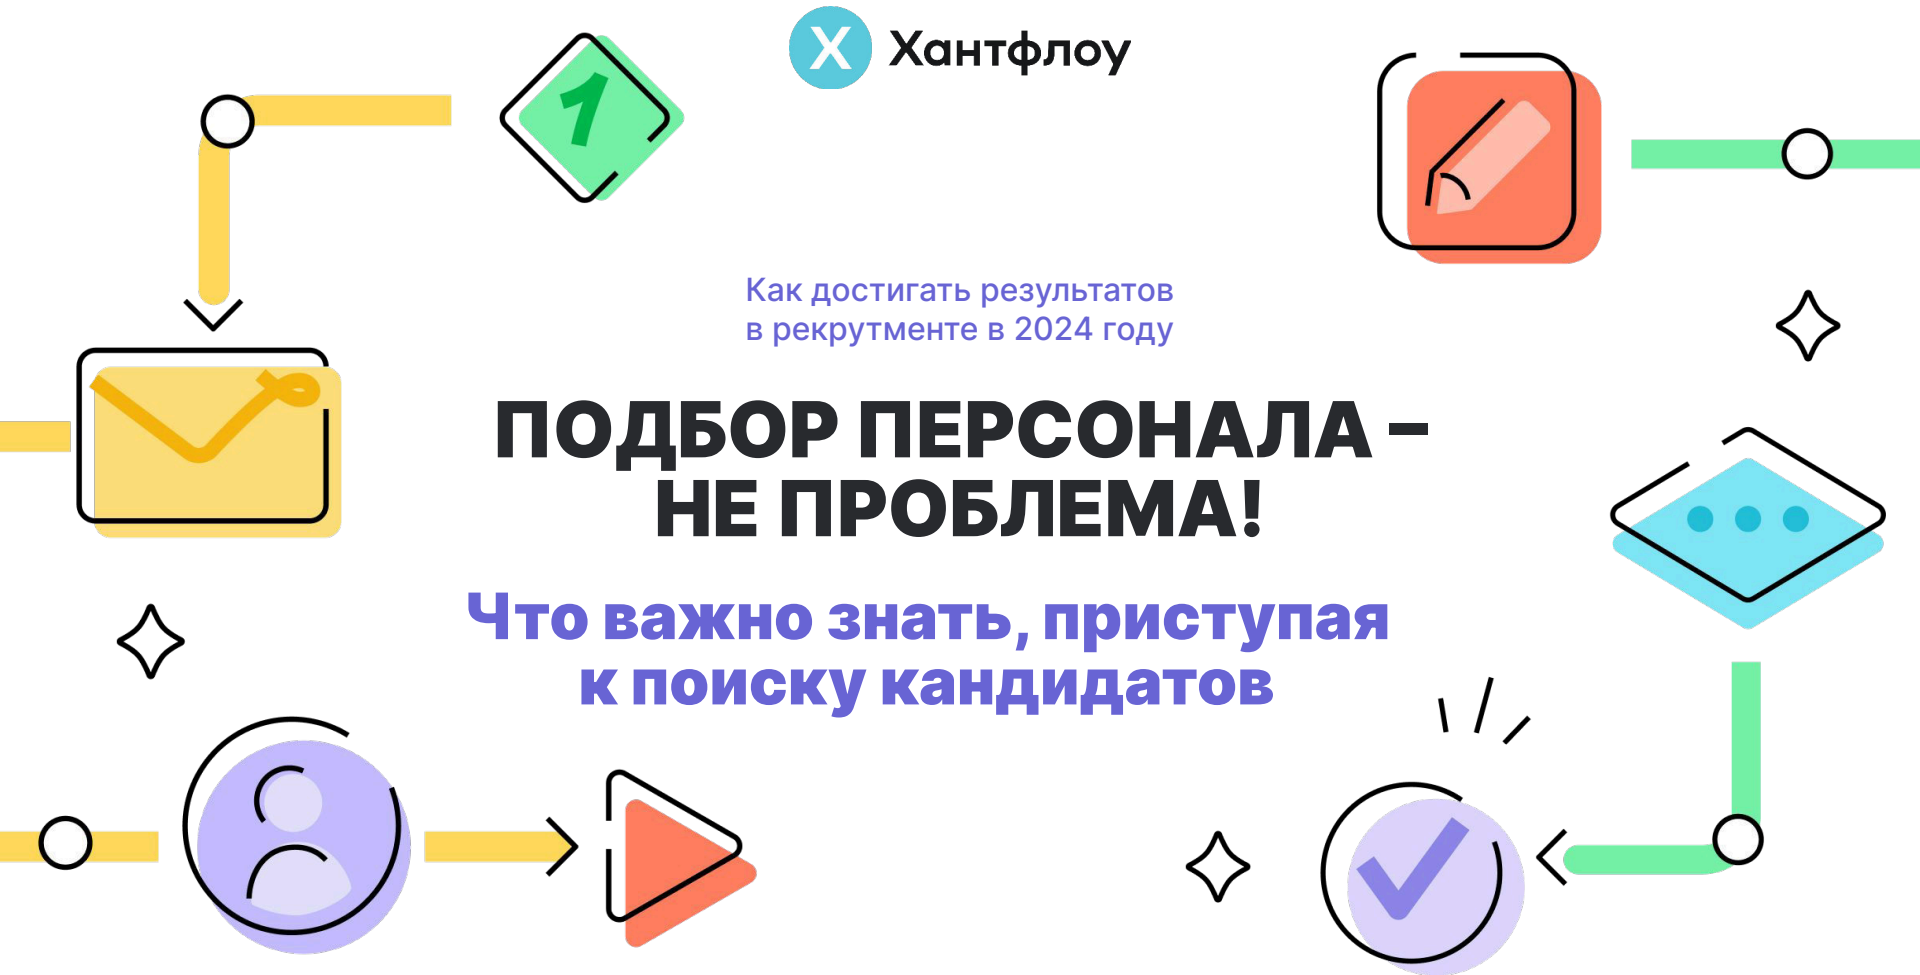 X Хантфлоу
1
Как достигать результатов
в рекрутменте в 2024 году
ПОДБОР ПЕРСОНАЛА –
НЕ ПРОБЛЕМА!
Что важно знать, приступая
к поиску кандидатов